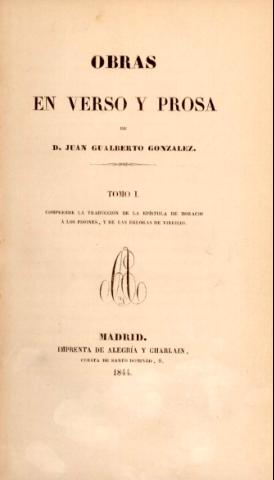 OBRAS
EN VERSO Y PROSA
DE
D. JUAN GUALBERTO GONZALEZ.
TOMO I.
COMPRENDE LA TRADUCCION DE LA EPÍSTOLA DE HORACIO
Á LOS PISONES, Y DE LAS ÉGLOGAS DE VIRGILIO.
MADRID.
IMPRENTA DE ALEGRÍA Y CHARLAIN,
CUESTA DE SANTO DOMINGO, 8.
1844.